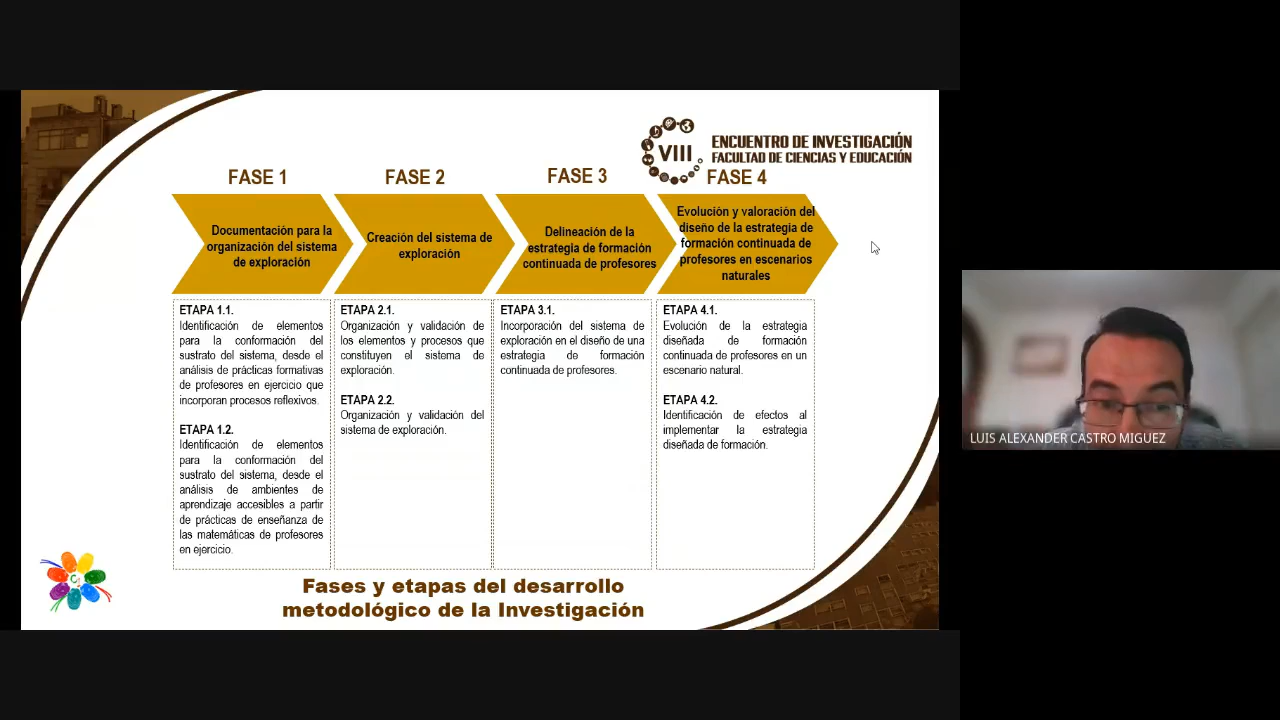 VIII
ENCUENTRO DE INVESTIGACIÓN
FACULTAD DE CIENCIAS Y EDUCACIÓN
FASE 1
FASE 2
FASE 3
FASE 4
Documentación para la
organización del sistema
de exploración
Creación del sistema de
exploración
Delineación de la
estrategia de formación
continuada de profesores
Evolución y valoración del
diseño de la estrategia de
formación continuada de
profesores en escenarios
naturales
ETAPA 1.1.
Identificación de elementos
para la conformación del
sustrato del sistema, desde el
análisis de prácticas formativas
de profesores en ejercicio que
incorporan procesos reflexivos.
ETAPA 1.2.
Identificación de elementos
para la conformación del
sustrato del sistema, desde el
análisis de ambientes de
aprendizaje accesibles a partir
de prácticas de enseñanza de
las matemáticas de profesores
en ejercicio.
ETAPA 2.1.
Organización y validación de
los elementos y procesos que
constituyen el sistema de
exploración.
ETAPA 2.2.
Organización y validación del
sistema de exploración.
ETAPA 3.1.
Incorporación del sistema de
exploración en el diseño de una
estrategia de formación
continuada de profesores.
ETAPA 4.1.
Evolución de la estrategia
diseñada de formación
continuada de profesores en un
escenario natural.
ETAPA 4.2.
Identificación de efectos al
implementar la estrategia
diseñada de formación.
Fases y etapas del desarrollo
metodológico de la Investigación
LUIS ALEXANDER CASTRO MIGUEZ